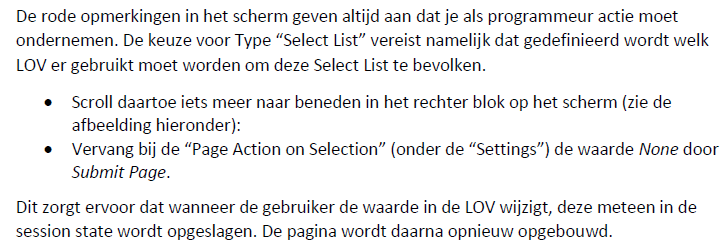 De rode opmerkingen in het scherm geven altijd aan dat je als programmeur actie moet
ondernemen. De keuze voor Type “Select List” vereist namelijk dat gedefinieerd wordt welk
LOV er gebruikt moet worden om deze Select List te bevolken.
• Scroll daartoe iets meer naar beneden in het rechter blok op het scherm (zie de
afbeelding hieronder):
• Vervang bij de “Page Action on Selection” (onder de “Settings”) de waarde None door
Submit Page.
Dit zorgt ervoor dat wanneer de gebruiker de waarde in de LOV wijzigt, deze meteen in de
session state wordt opgeslagen. De pagina wordt daarna opnieuw opgebouwd.